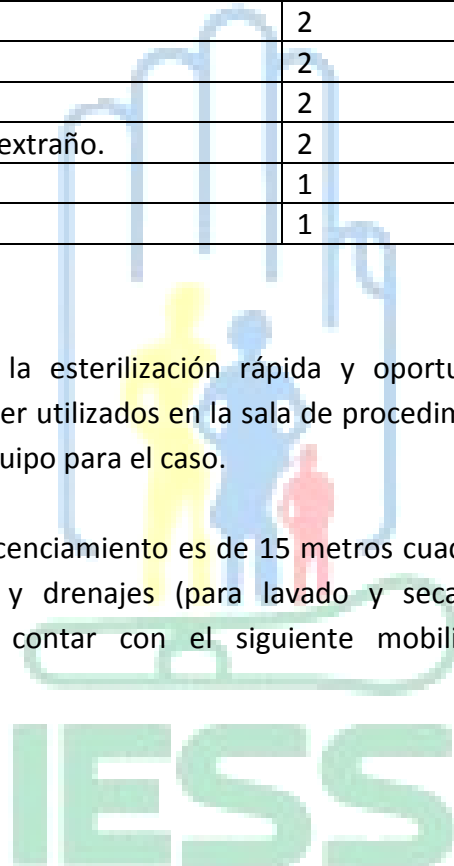 2
2
2
extraño. 2
1
1
la esterilización rápida y oportu
er utilizados en la sala de procedim
quipo para el caso.
cenciamiento es de 15 metros cuad
y drenajes (para lavado y seca
contar con el siguiente mobili
IESS